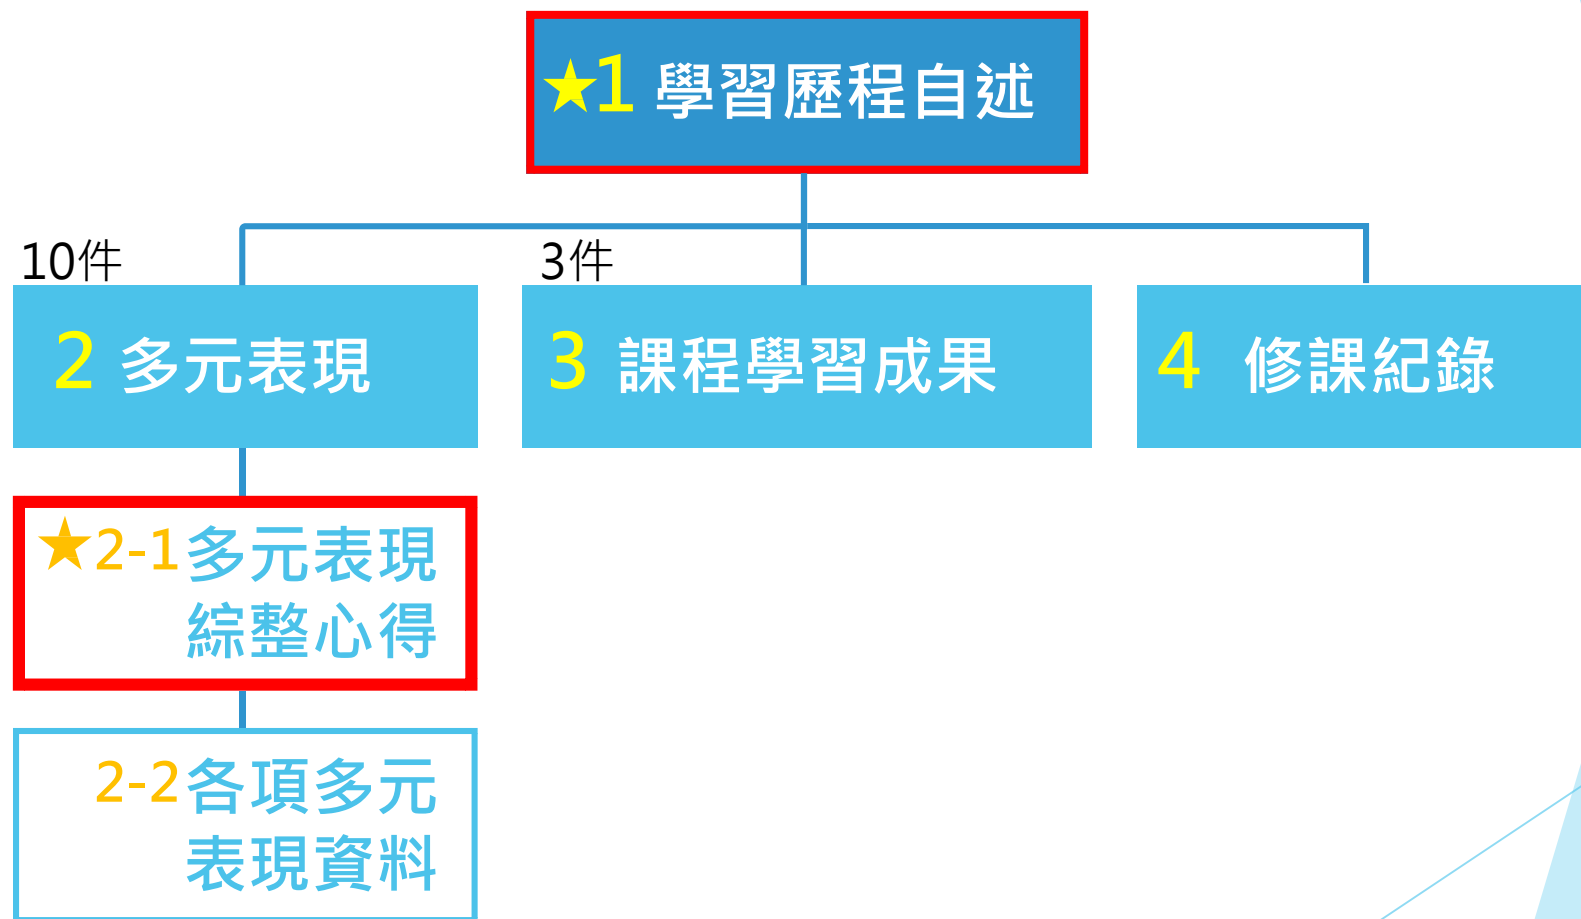 ★1 學習歷程自述
10件
3件
2 多元表現
3 課程學習成果
4 修課紀錄
★2-1多元表現
綜整心得
2-2各項多元
表現資料